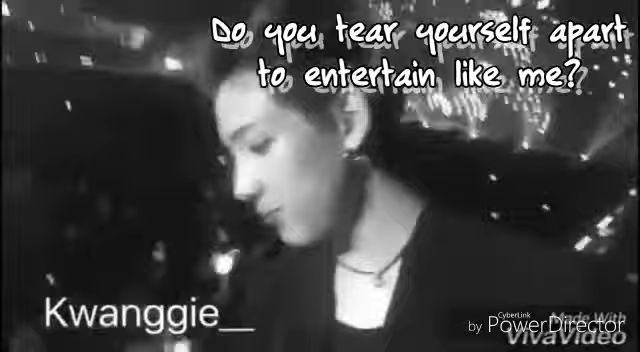 Do you tear yourself apart
to entertain like me?
Kwanggie__
CyberLink
by PowerDirector
Made With
VivaVideo